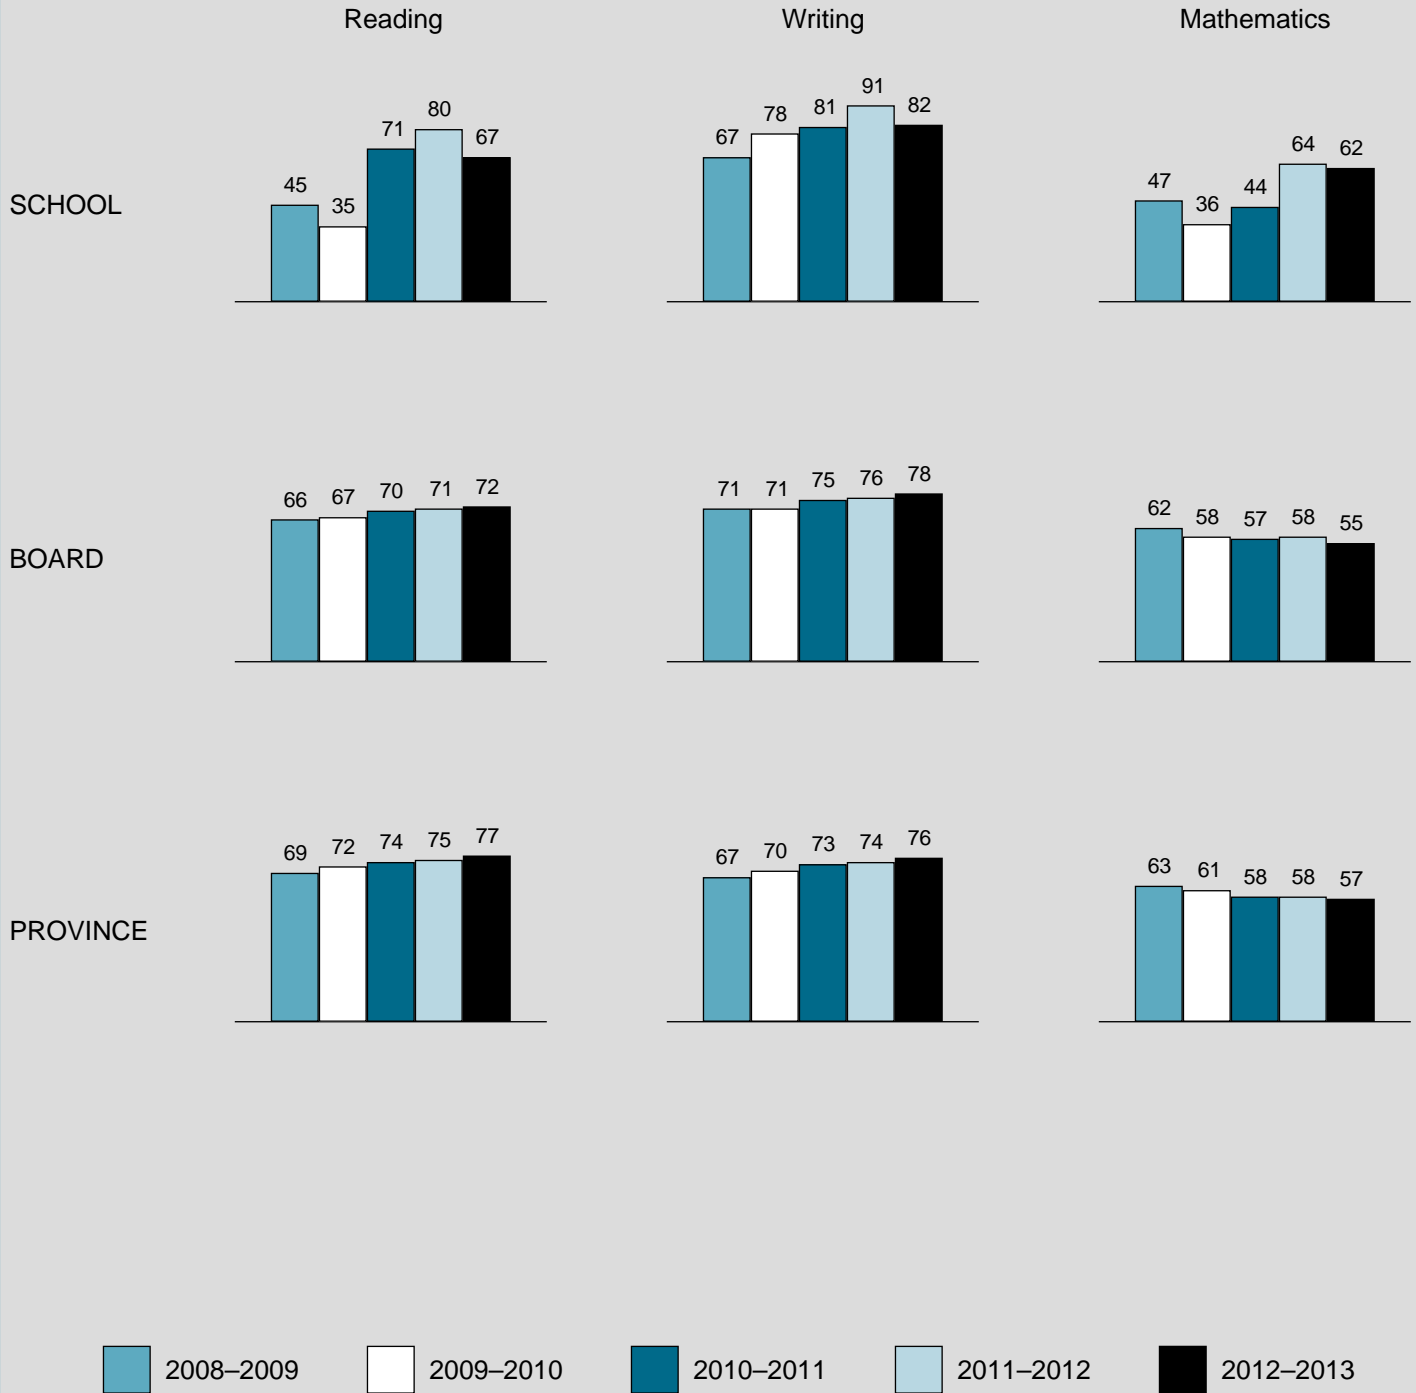 Reading Writing Mathematics
91
80 82
78 81
71
67 67
64 62
45 47
44
35 36
SCHOOL
78
75 76
70 71 72 71 71
66 67
62
58 57 58 55
BOARD
77
74 75 76
72 73 74
69 70
67
63 61
58 58 57
PROVINCE
2008–2009 2009–2010 2010–2011 2011–2012 2012–2013